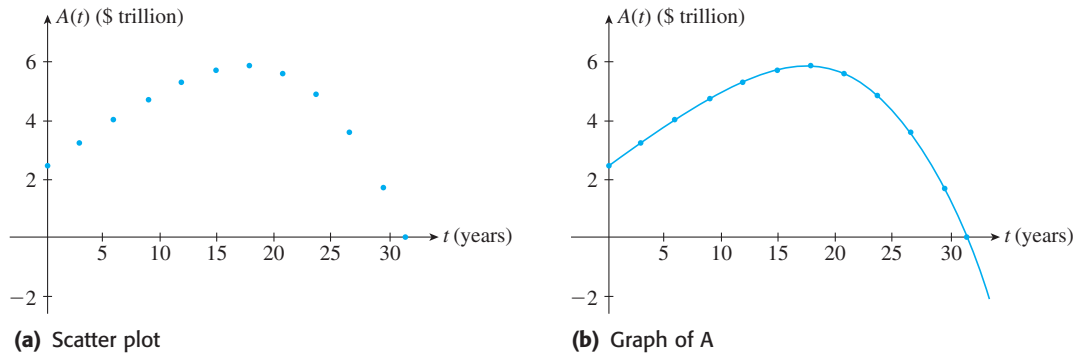 A(t) ($ trillion)
6
4
2
−2
5 10 15 20 25 30
t (years)
(a) Scatter plot
A(t) ($ trillion)
6
4
2
−2
5 10 15 20 25 30
t (years)
(b) Graph of A